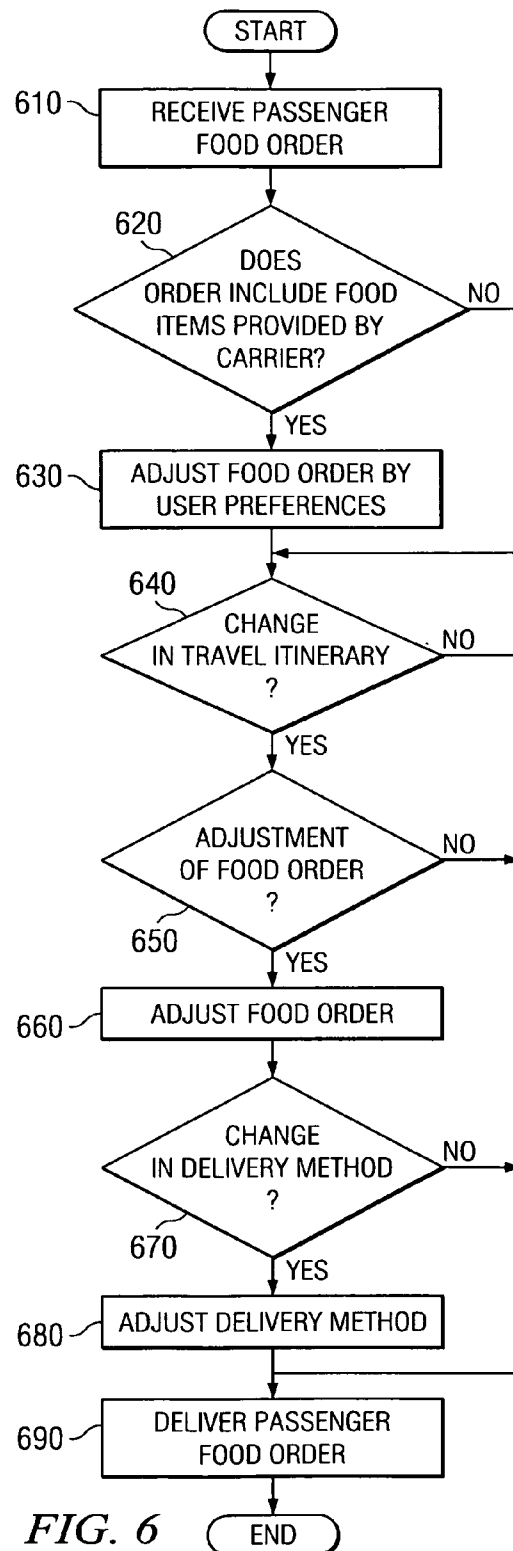 START
610
RECEIVE PASSENGER
FOOD ORDER
620
DOES
ORDER INCLUDE FOOD
ITEMS PROVIDED BY
CARRIER?
NO
YES
630
ADJUST FOOD ORDER BY
USER PREFERENCES
640
CHANGE
IN TRAVEL ITINERARY
?
NO
YES
ADJUSTMENT
OF FOOD ORDER
?
NO
650
YES
660
ADJUST FOOD ORDER
CHANGE
IN DELIVERY METHOD
?
NO
670
YES
680
ADJUST DELIVERY METHOD
690
DELIVER PASSENGER
FOOD ORDER
FIG. 6
END